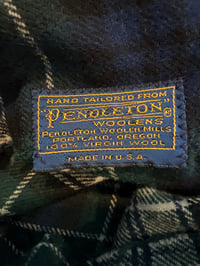 HAND TAILORED FROM
"PENDLETON"®
WOOLENS
PENDLETON WOOLEN MILLS
PORTLAND, OREGON
100% VIRGIN WOOL
MADE IN U.S.A.